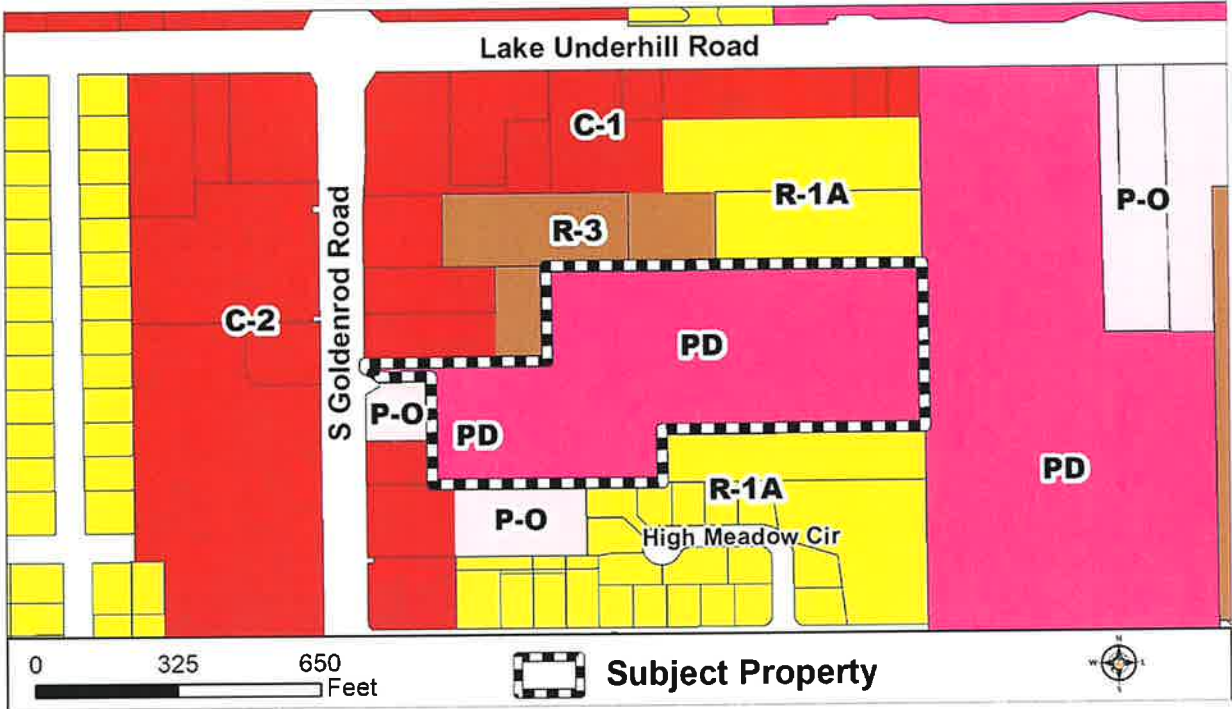 Lake Underhill Road
C-1
R-1A
P-O
R-3
S Goldenrod Road
C-2
PD
P-O
PD
PD
R-1A
P-O
High Meadow Cir
0 325 650
Feet
Subject Property
N
W
S